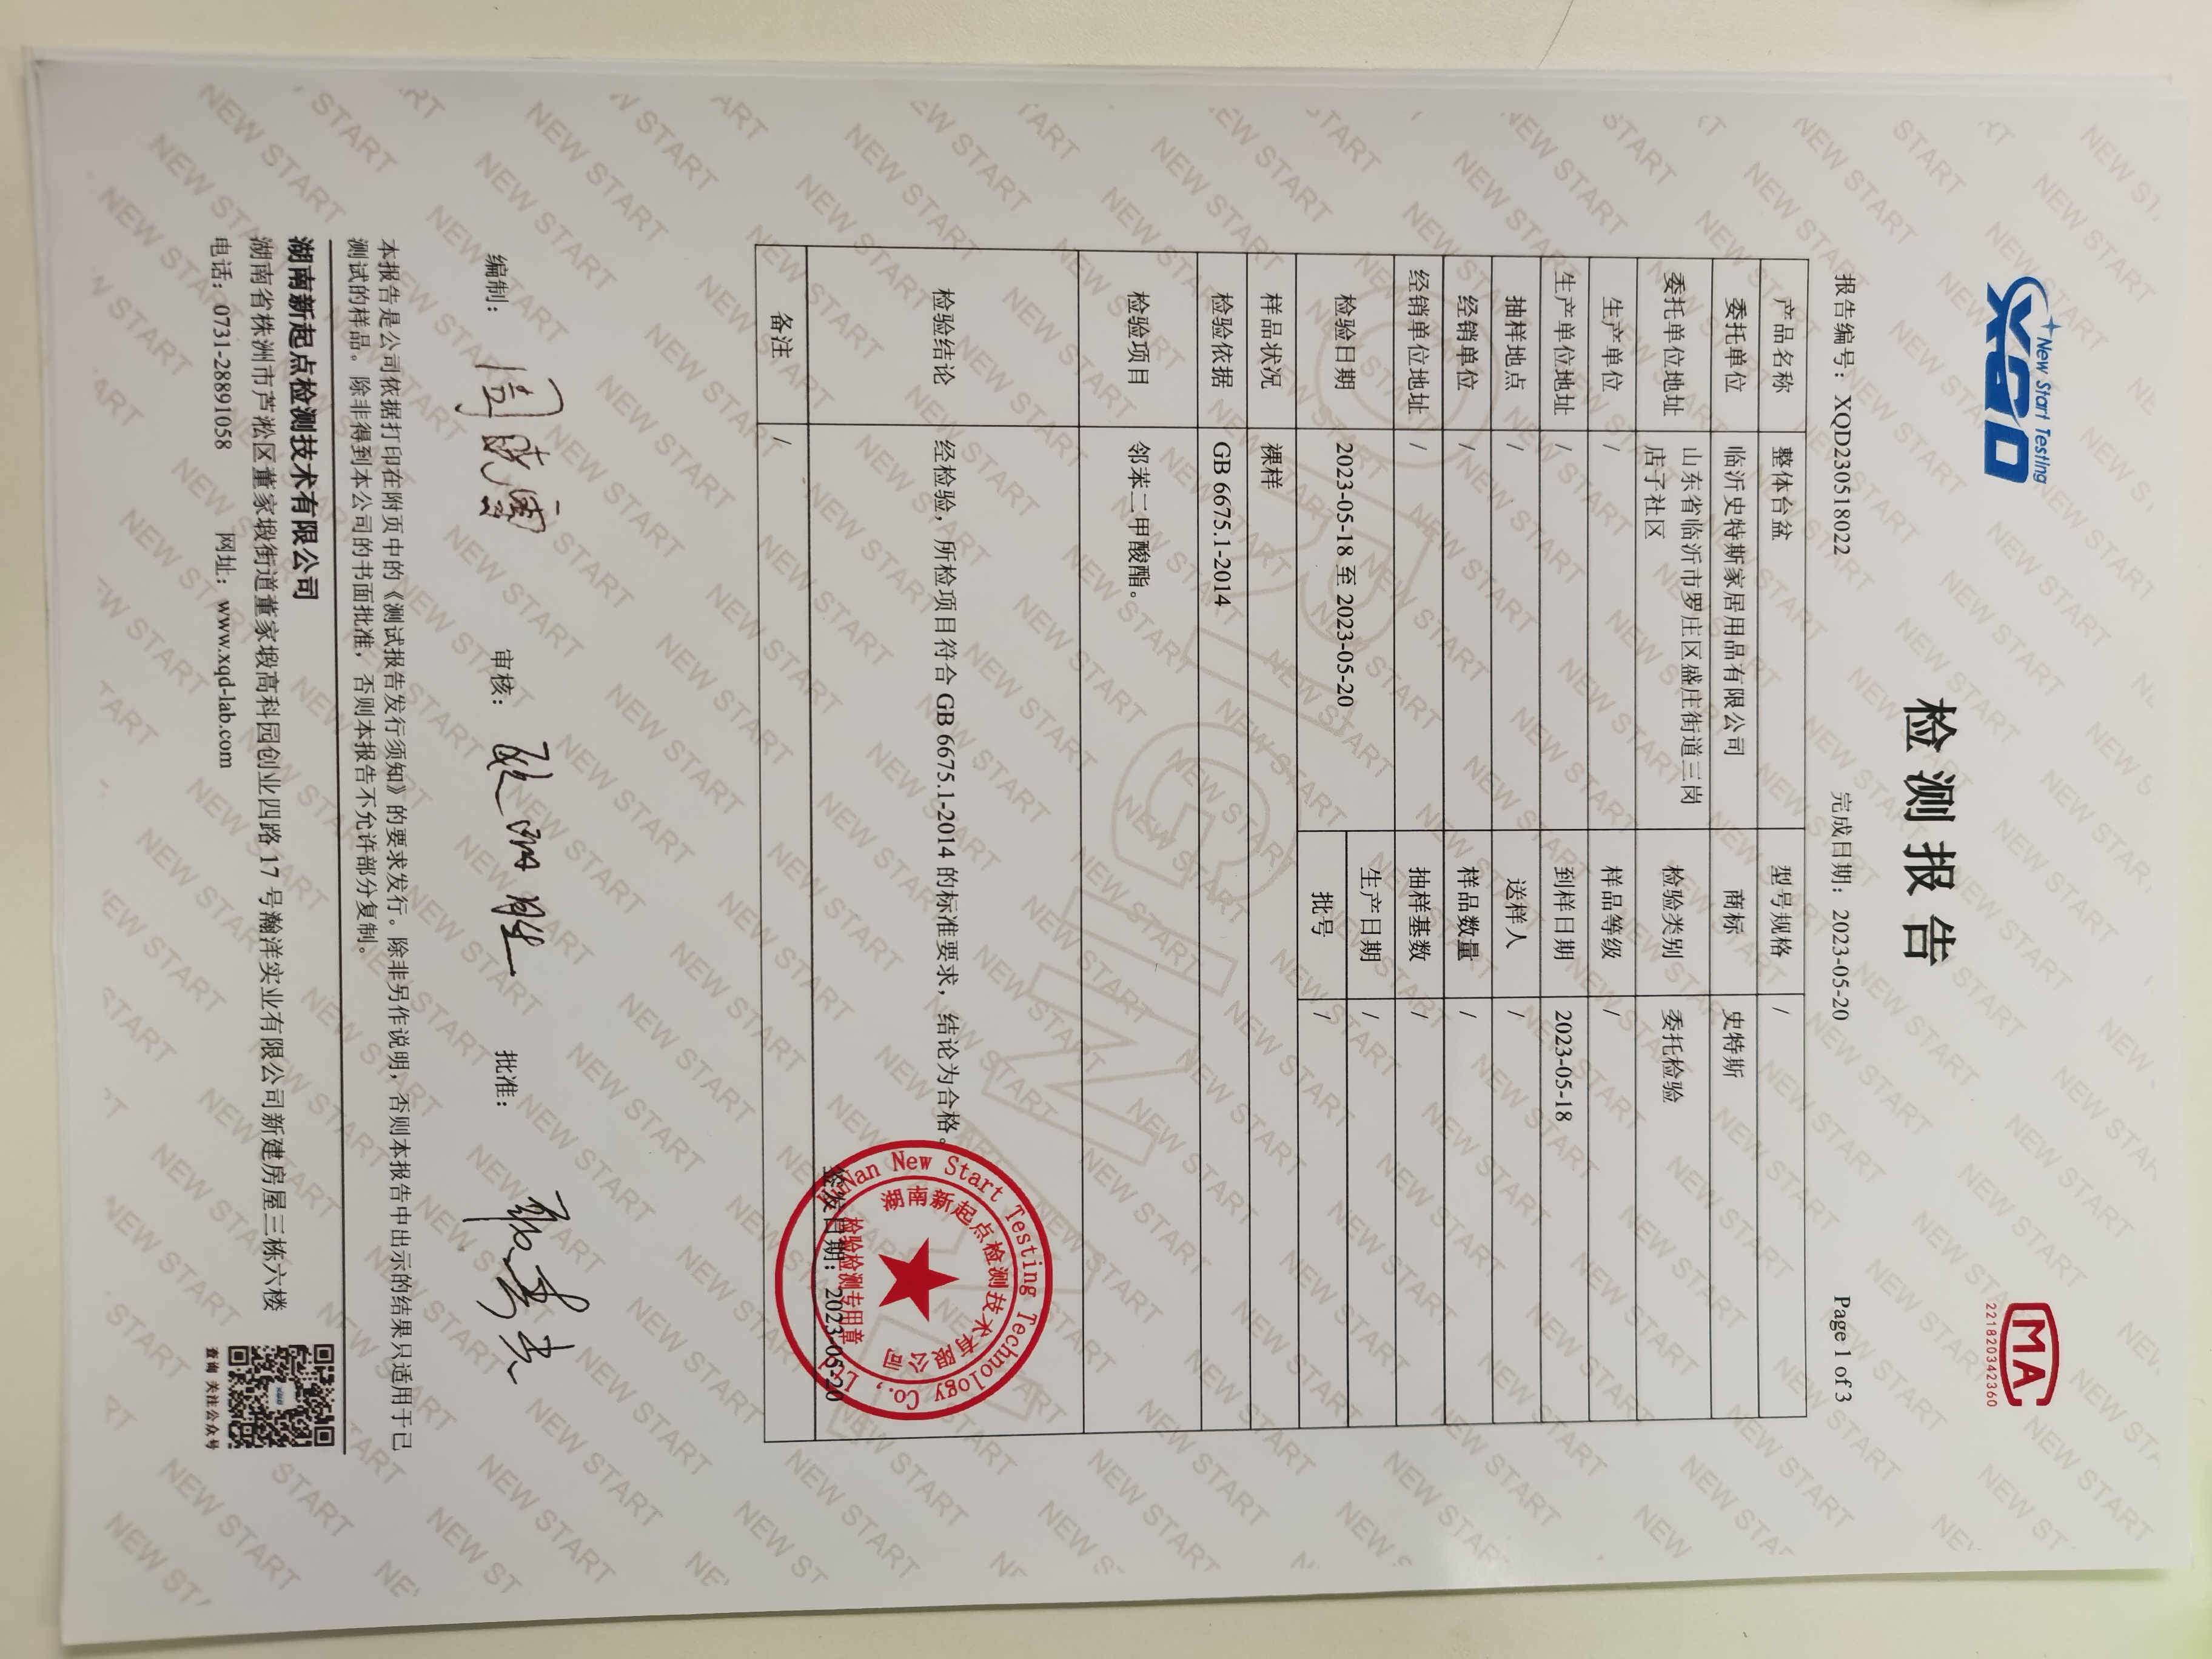 New Start Testing
XQD
MA
221820342360
检测报告
报告编号：XQD230518022 完成日期：2023-05-20 Page 1 of 3
产品名称 整体台盆 型号规格 /
委托单位 临沂史特斯家居用品有限公司 商标 史特斯
委托单位地址 山东省临沂市罗庄区盛庄街道三岗 检验类别 委托检验
店子社区
生产单位 / 样品等级 /
生产单位地址 / 到样日期 2023-05-18
抽样地点 / 送样人 /
经销单位 / 样品数量 /
经销单位地址 / 抽样基数 /
检验日期 2023-05-18 至 2023-05-20 生产日期 /
批号 /
样品状况 裸样
检验依据 GB 6675.1-2014
检验项目 邻苯二甲酸酯。
检验结论 经检验，所检项目符合 GB 6675.1-2014 的标准要求，结论为合格。
HuNan New Start Testing Technology Co., Ltd
湖南新起点检测技术有限公司
检验检测专用章
签发日期：2023-05-20
备注 /
编制： 审核： 批准：
本报告是公司依据打印在附页中的《测试报告发行须知》的要求发行。除非另作说明，否则本报告中出示的结果只适用于已
测试的样品。除非得到本公司的书面批准，否则本报告不允许部分复制。
湖南新起点检测技术有限公司
湖南省株洲市芦淞区董家塅街道董家塅高科园创业四路 17 号瀚洋实业有限公司新建房屋三栋六楼
电话：0731-28891058 网址：www.xqd-lab.com
查询 关注公众号
NEW START